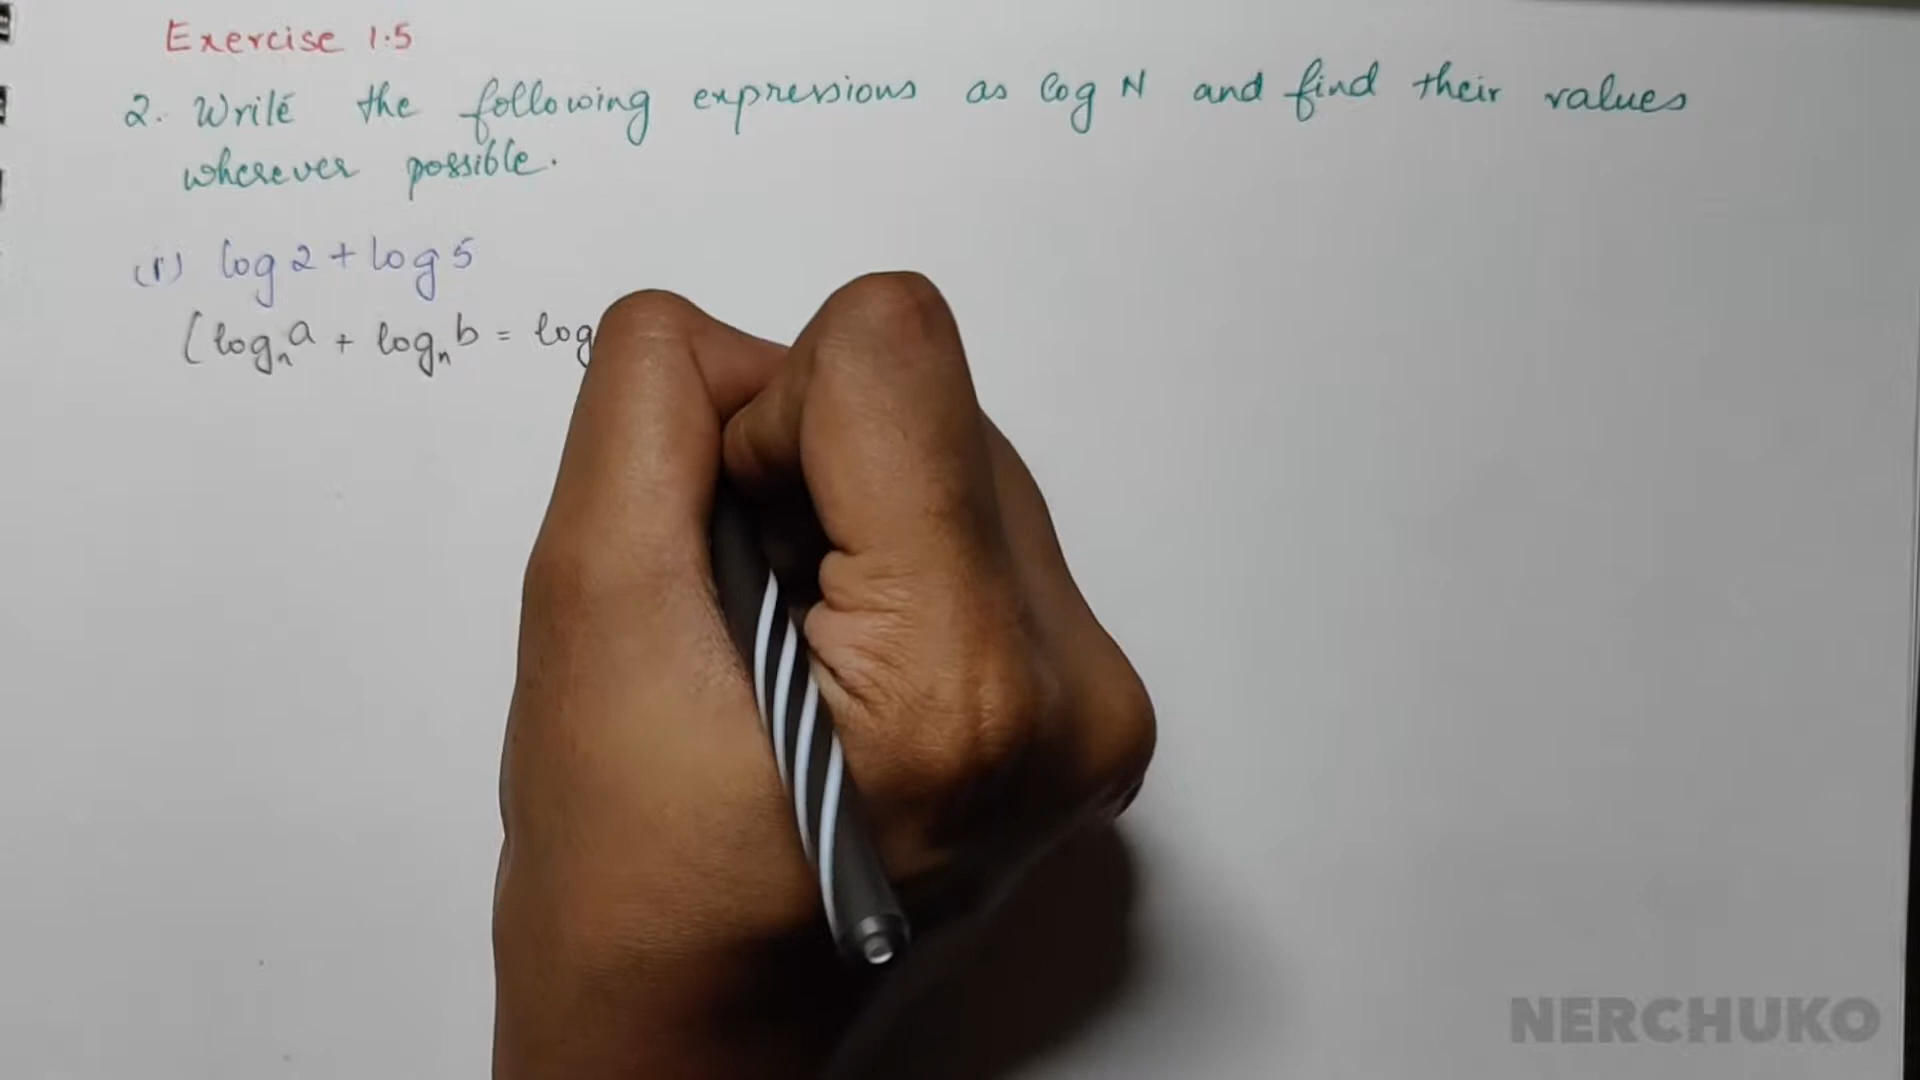 Exercise 1.5
2. Write the following expressions as log N and find their values
wherever possible.
(i) log 2 + log 5
(logₙa + logₙb = log
NERCHUKO